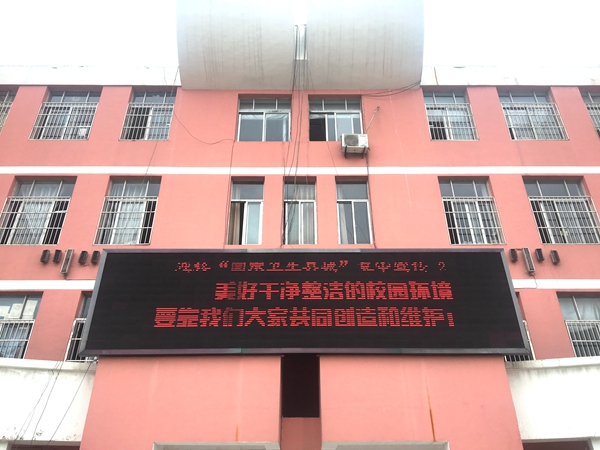 “国家卫生县城”
美好干净整洁的校园环境
要靠我们大家共同创造和维护!